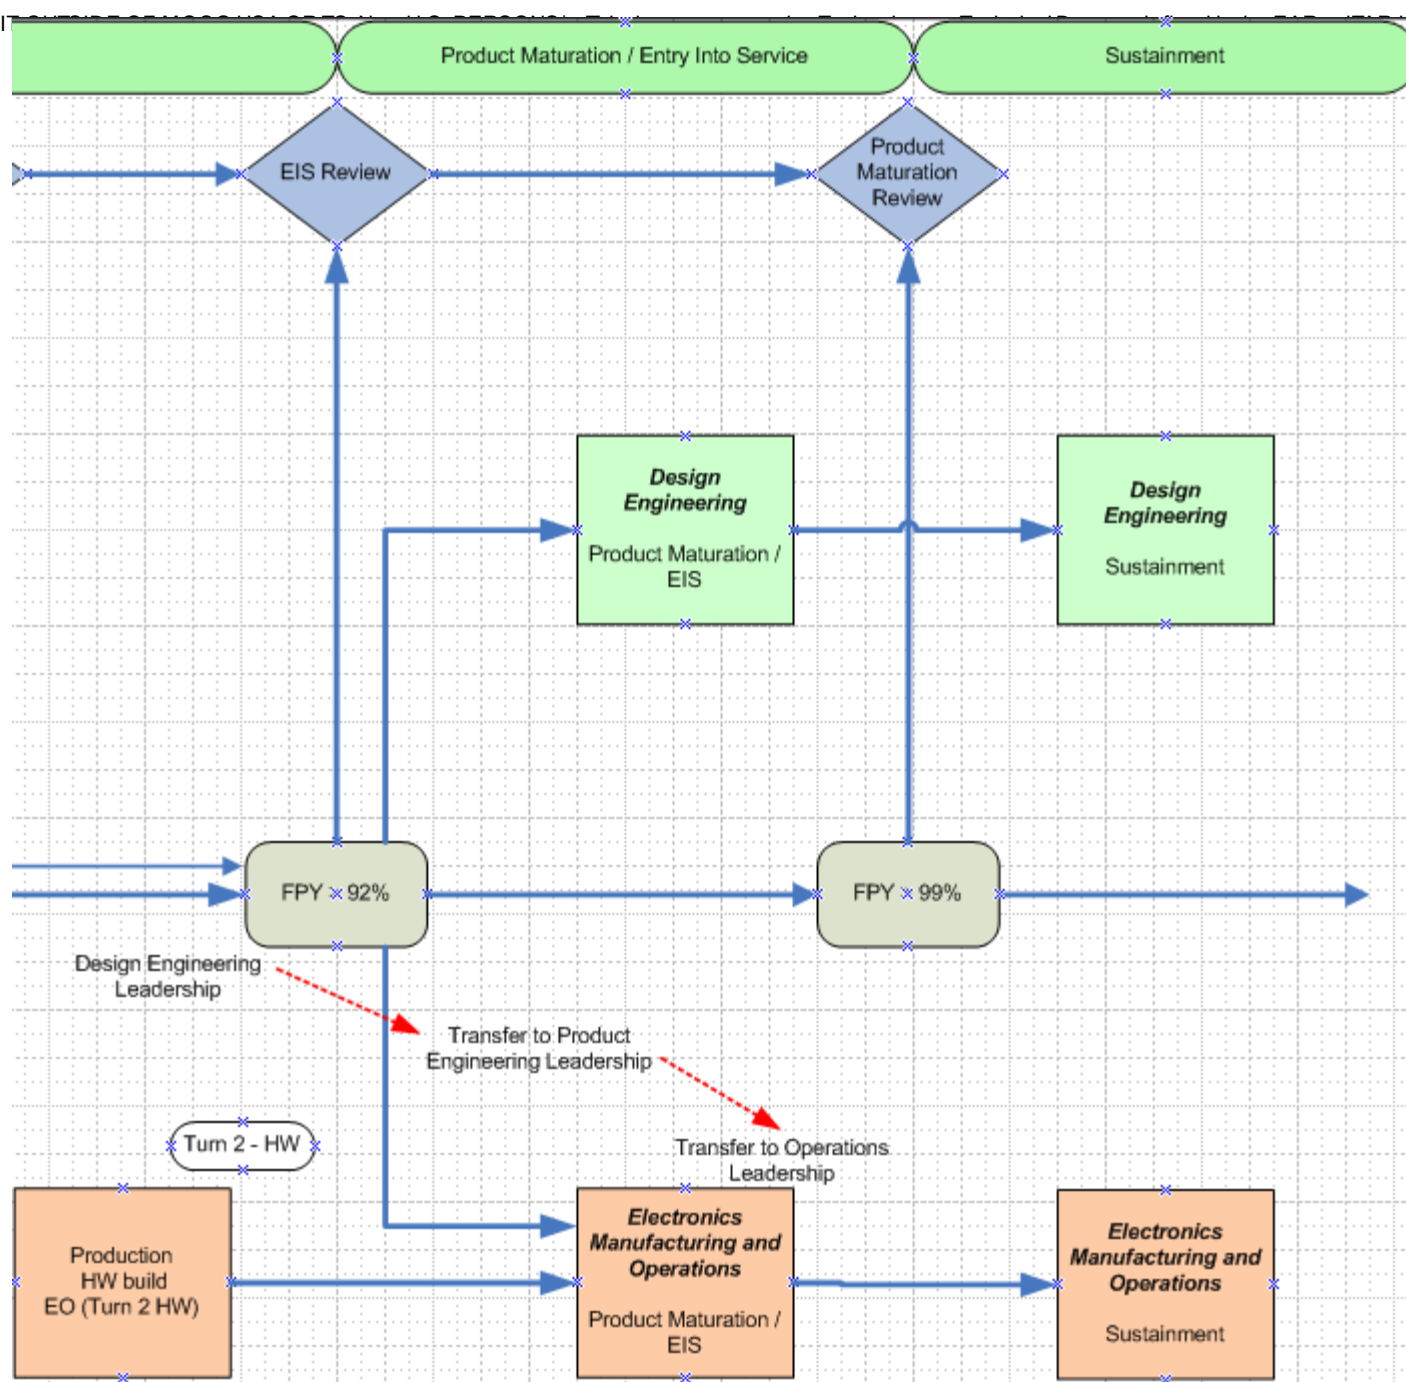 Product Maturation / Entry Into Service
Sustainment
EIS Review
Product
Maturation
Review
Design
Engineering
Product Maturation /
EIS
Design
Engineering
Sustainment
FPY 92%
FPY 99%
Design Engineering
Leadership
Transfer to Product
Engineering Leadership
Transfer to Operations
Leadership
Turn 2 - HW
Production
HW build
EO (Turn 2 HW)
Electronics
Manufacturing and
Operations
Product Maturation /
EIS
Electronics
Manufacturing and
Operations
Sustainment